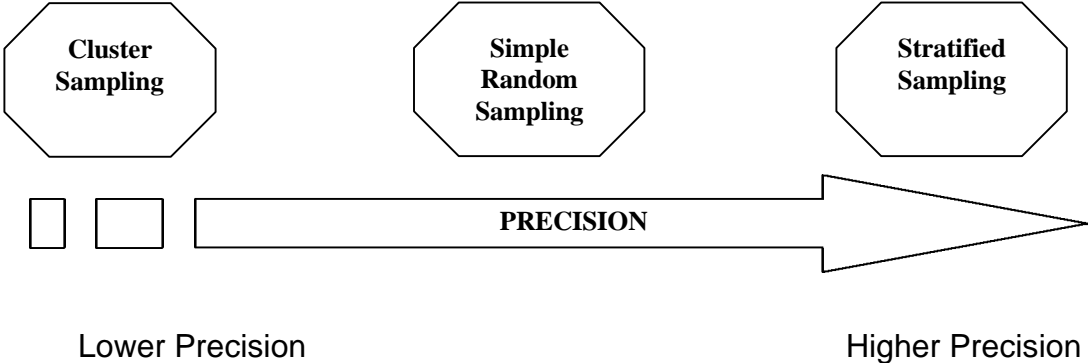 Cluster
Sampling
Simple
Random
Sampling
Stratified
Sampling
PRECISION
Lower Precision
Higher Precision